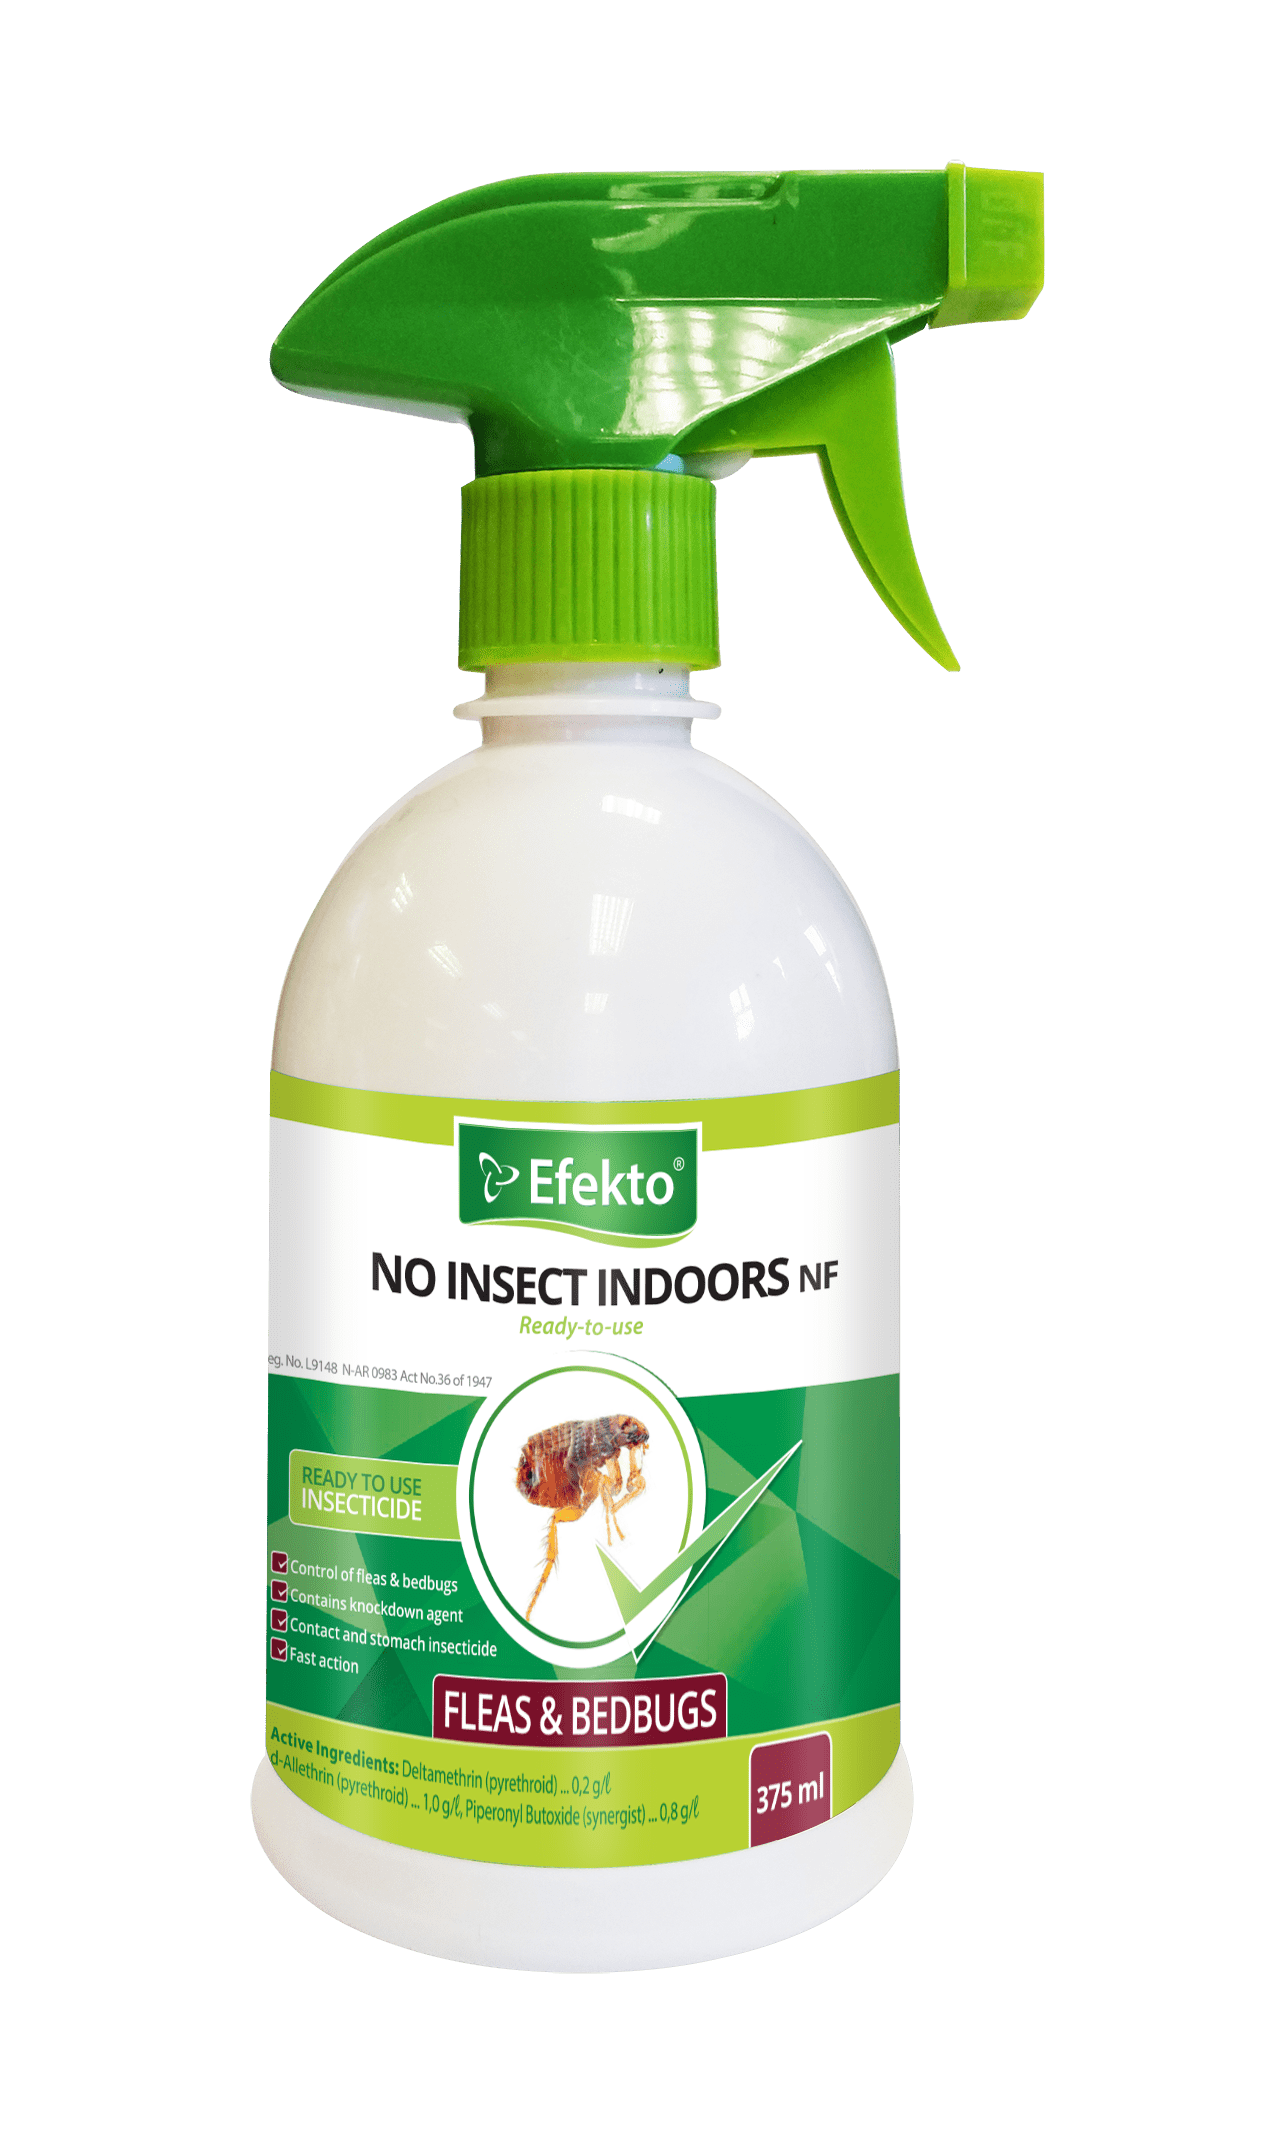 Efekto®
NO INSECT INDOORS NF
Ready-to-use
eg. No. L9148 N-AR 0983 Act No.36 of 1947
READY TO USE
INSECTICIDE
Control of fleas & bedbugs
Contains knockdown agent
Contact and stomach insecticide
Fast action
FLEAS & BEDBUGS
Active Ingredients: Deltamethrin (pyrethroid) ... 0,2 g/ℓ
d-Allethrin (pyrethroid) ... 1,0 g/ℓ, Piperonyl Butoxide (synergist) ... 0,8 g/ℓ
375 ml